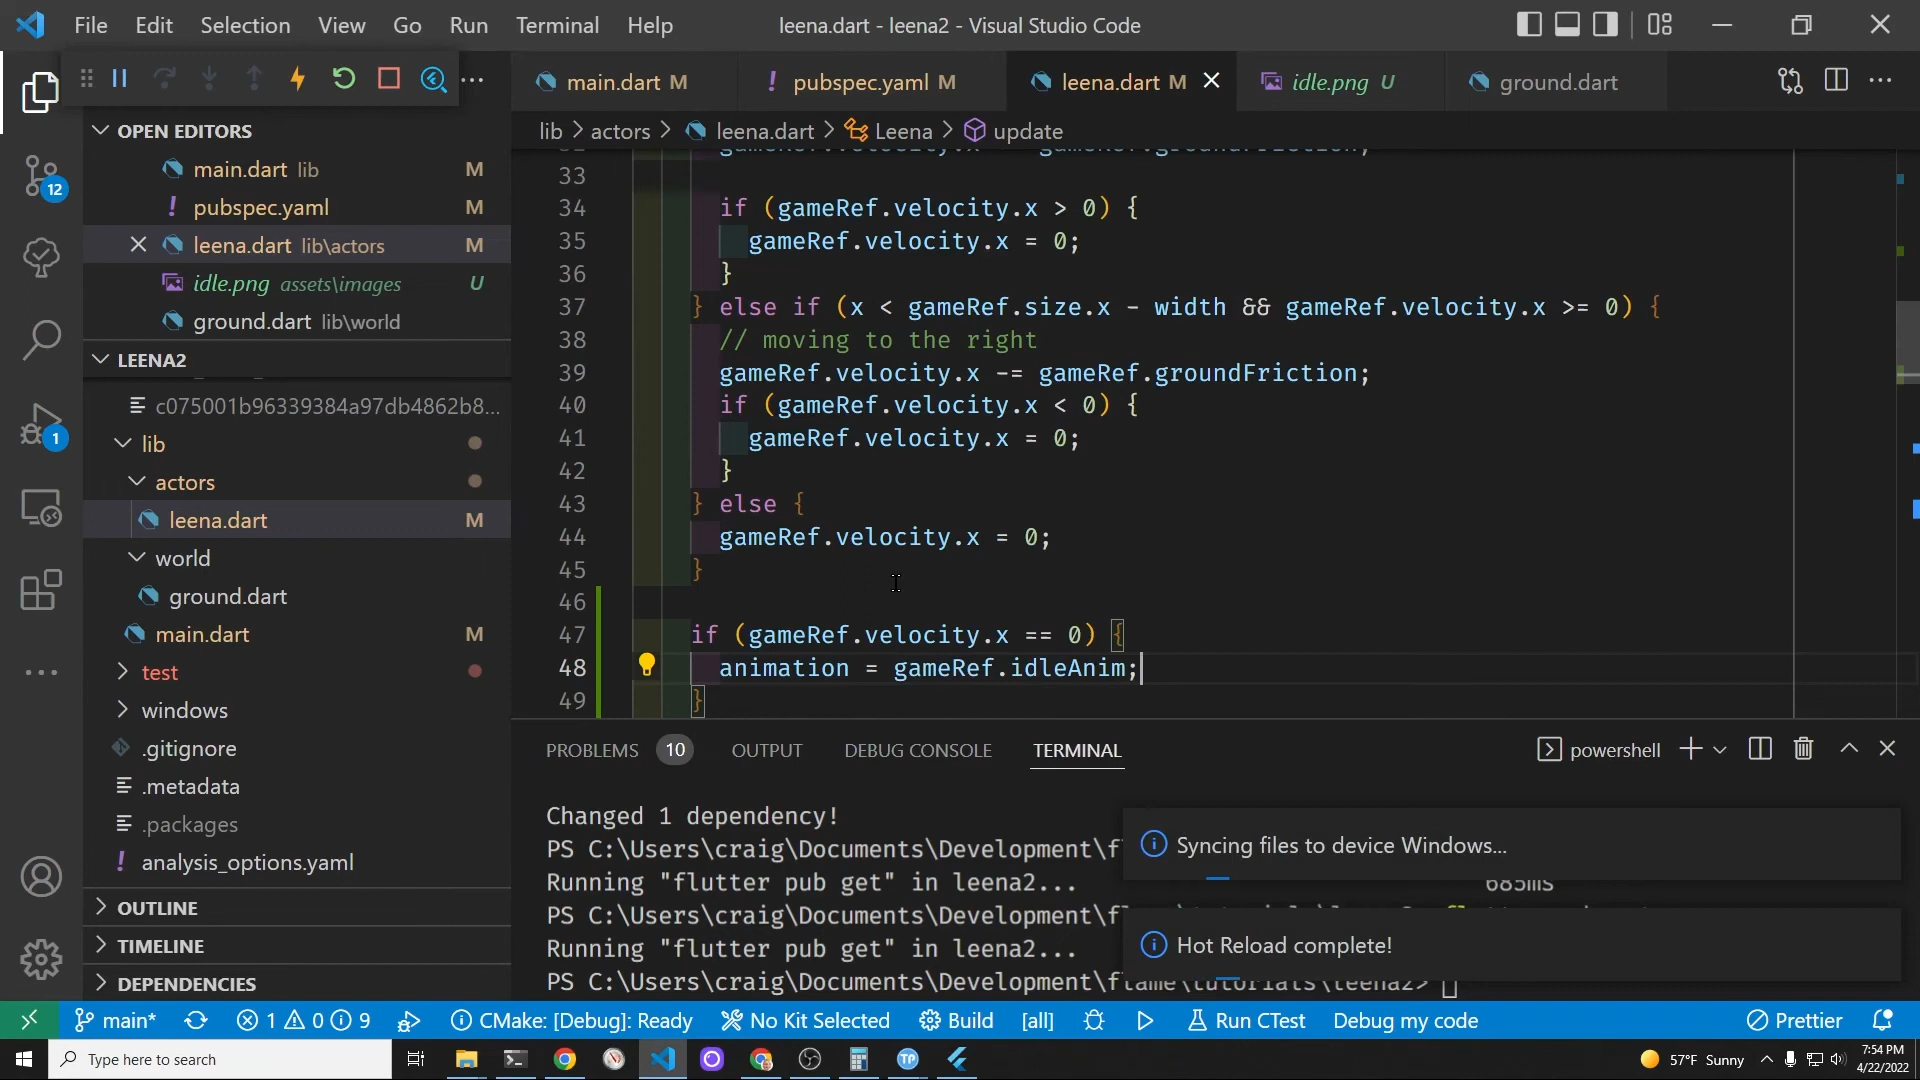 File Edit Selection View Go Run Terminal Help leena.dart - leena2 - Visual Studio Code
main.dart M pubspec.yaml M leena.dart M idle.png U ground.dart
OPEN EDITORS
main.dart lib M
pubspec.yaml M
leena.dart lib\actors M
idle.png assets\images U
ground.dart lib\world
LEENA2
c075001b96339384a97db4862b8...
lib
actors
leena.dart M
world
ground.dart
main.dart M
test
windows
.gitignore
.metadata
.packages
analysis_options.yaml
OUTLINE
TIMELINE
DEPENDENCIES
12
1
lib > actors > leena.dart > Leena > update
33
34 if (gameRef.velocity.x > 0) {
35 gameRef.velocity.x = 0;
36 }
37 } else if (x < gameRef.size.x - width && gameRef.velocity.x >= 0) {
38 // moving to the right
39 gameRef.velocity.x -= gameRef.groundFriction;
40 if (gameRef.velocity.x < 0) {
41 gameRef.velocity.x = 0;
42 }
43 } else {
44 gameRef.velocity.x = 0;
45 }
46
47 if (gameRef.velocity.x == 0) {
48 animation = gameRef.idleAnim;
49 }
PROBLEMS 10 OUTPUT DEBUG CONSOLE TERMINAL powershell
Changed 1 dependency!
PS C:\Users\craig\Documents\Development\f
Running "flutter pub get" in leena2... 685ms
PS C:\Users\craig\Documents\Development\f
Running "flutter pub get" in leena2...
PS C:\Users\craig\Documents\Development\flame\tutorials\leena2>
Syncing files to device Windows...
Hot Reload complete!
main* 1 0 9 CMake: [Debug]: Ready No Kit Selected Build [all] Run CTest Debug my code Prettier
Type here to search
57°F Sunny
7:54 PM
4/22/2022